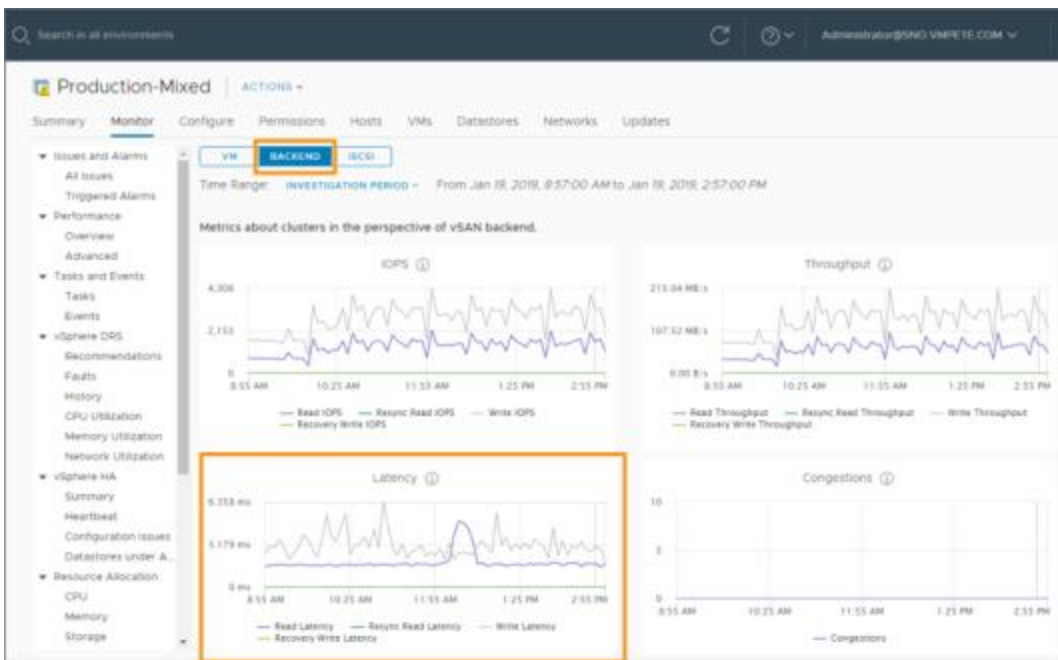 Search in all environments
Administrator@SNO.VMPETE.COM
Production-Mixed ACTIONS
Summary Monitor Configure Permissions Hosts VMs Datastores Networks Updates
Issues and Alarms
All Issues
Triggered Alarms
Performance
Overview
Advanced
Tasks and Events
Tasks
Events
vSphere DRS
Recommendations
Faults
History
CPU Utilization
Memory Utilization
Network Utilization
vSphere HA
Summary
Heartbeat
Configuration Issues
Datastores under A...
Resource Allocation
CPU
Memory
Storage
VM BACKEND ISCSI
Time Range: INVESTIGATION PERIOD From Jan 19, 2019, 8:57:00 AM to Jan 19, 2019, 2:57:00 PM
Metrics about clusters in the perspective of vSAN backend.
IOPS
4,306
2,153
0
8:55 AM 10:25 AM 11:55 AM 1:25 PM 2:55 PM
Read IOPS Resync Read IOPS Write IOPS
Recovery Write IOPS
Throughput
215.04 MB/s
107.52 MB/s
0.00 B/s
8:55 AM 10:25 AM 11:55 AM 1:25 PM 2:55 PM
Read Throughput Resync Read Throughput Write Throughput
Recovery Write Throughput
Latency
6.358 ms
3.179 ms
0 ms
8:55 AM 10:25 AM 11:55 AM 1:25 PM 2:55 PM
Read Latency Resync Read Latency Write Latency
Recovery Write Latency
Congestions
10
5
0
8:55 AM 10:25 AM 11:55 AM 1:25 PM 2:55 PM
Congestions